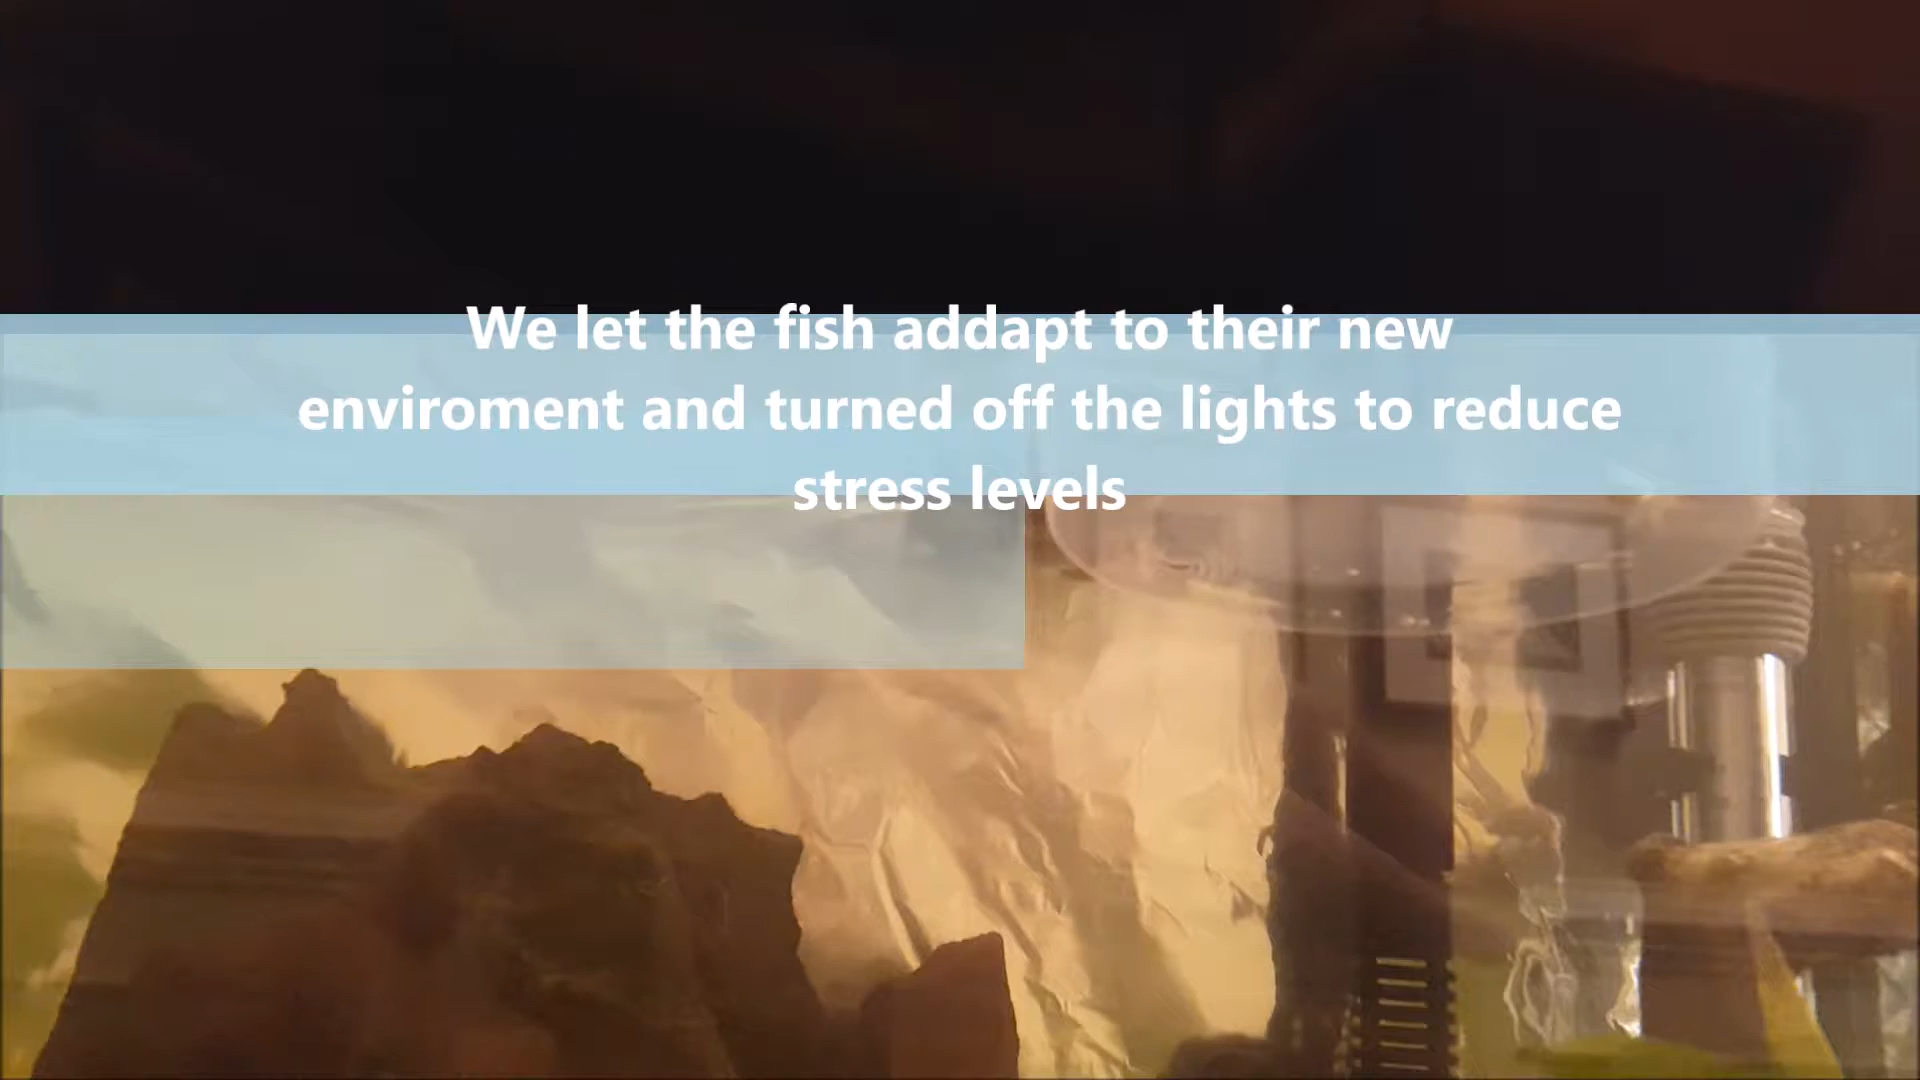 We let the fish addapt to their new
enviroment and turned off the lights to reduce
stress levels